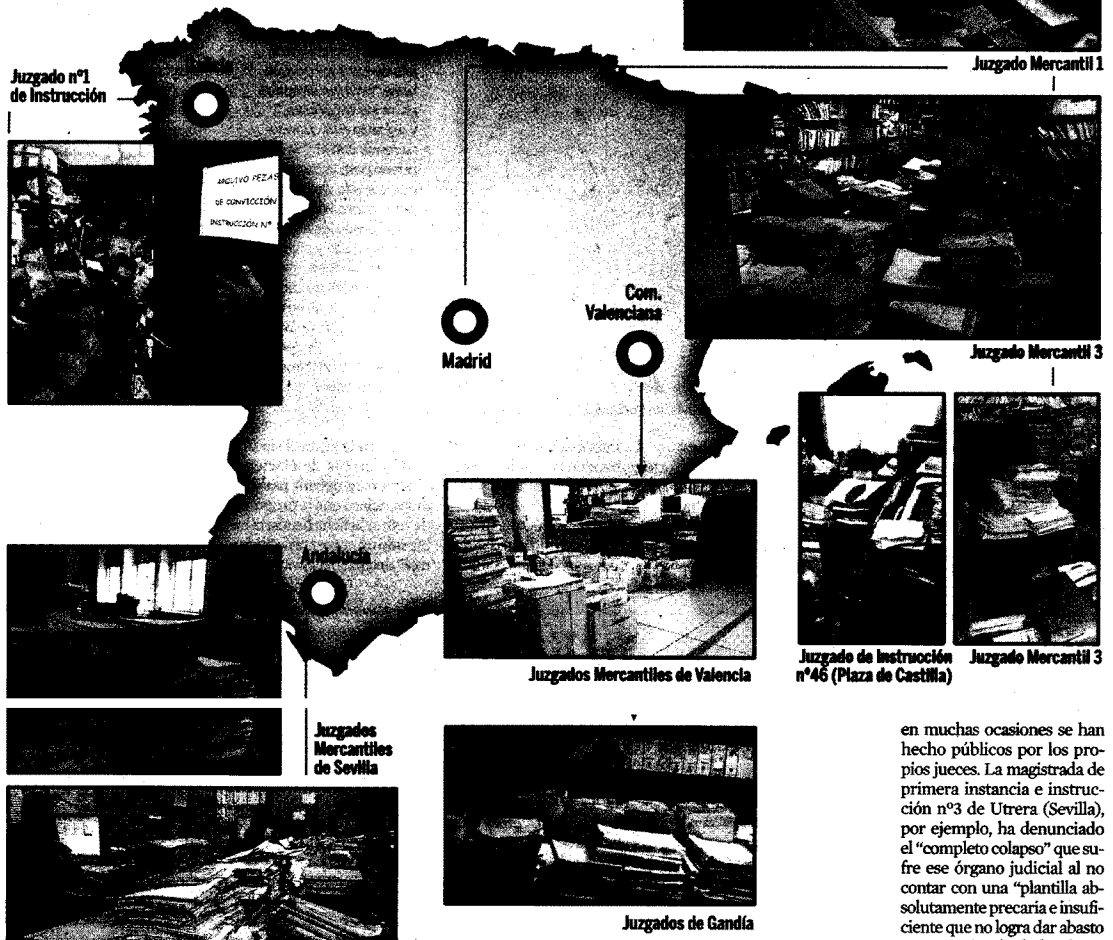 Juzgado Mercantil 1
Juzgado nº1
de Instrucción
ARQUIVO PEZAS
DE CONVICCIÓN
INSTRUCCIÓN Nº
Com.
Valenciana
Madrid
Juzgado Mercantil 3
Andalucía
Juzgados Mercantiles de Valencia
Juzgado de Instrucción
nº46 (Plaza de Castilla)
Juzgado Mercantil 3
Juzgados
Mercantiles
de Sevilla
Juzgados de Gandía
en muchas ocasiones se han
hecho públicos por los pro-
pios jueces. La magistrada de
primera instancia e instruc-
ción nº3 de Utrera (Sevilla),
por ejemplo, ha denunciado
el “completo colapso” que su-
fre ese órgano judicial al no
contar con una “plantilla ab-
solutamente precaria e insufi-
ciente que no logra dar abasto